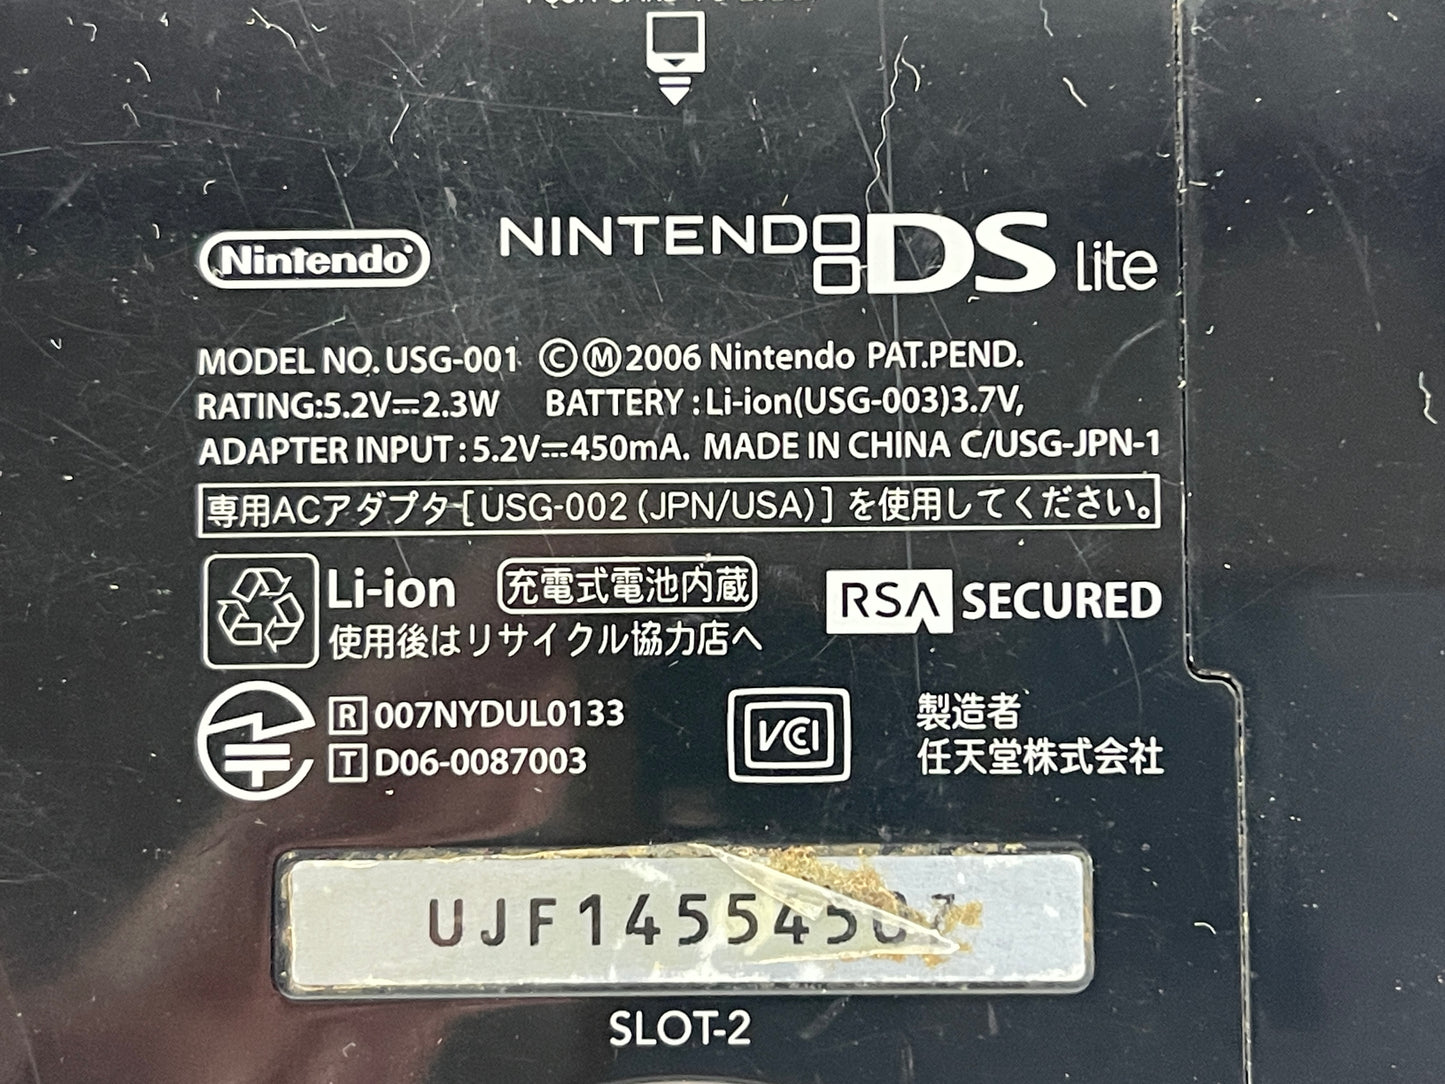 Nintendo
NINTENDO DS lite
MODEL NO. USG-001 ©Ⓜ2006 Nintendo PAT.PEND.
RATING:5.2V⎓2.3W BATTERY:Li-ion(USG-003)3.7V,
ADAPTER INPUT:5.2V⎓450mA. MADE IN CHINA C/USG-JPN-1
専用ACアダプタ[USG-002(JPN/USA)]を使用してください。
Li-ion 充電式電池内蔵
使用後はリサイクル協力店へ
RSA SECURED
R 007NYDUL0133
T D06-0087003
VCI
製造者
任天堂株式会社
SLOT-2